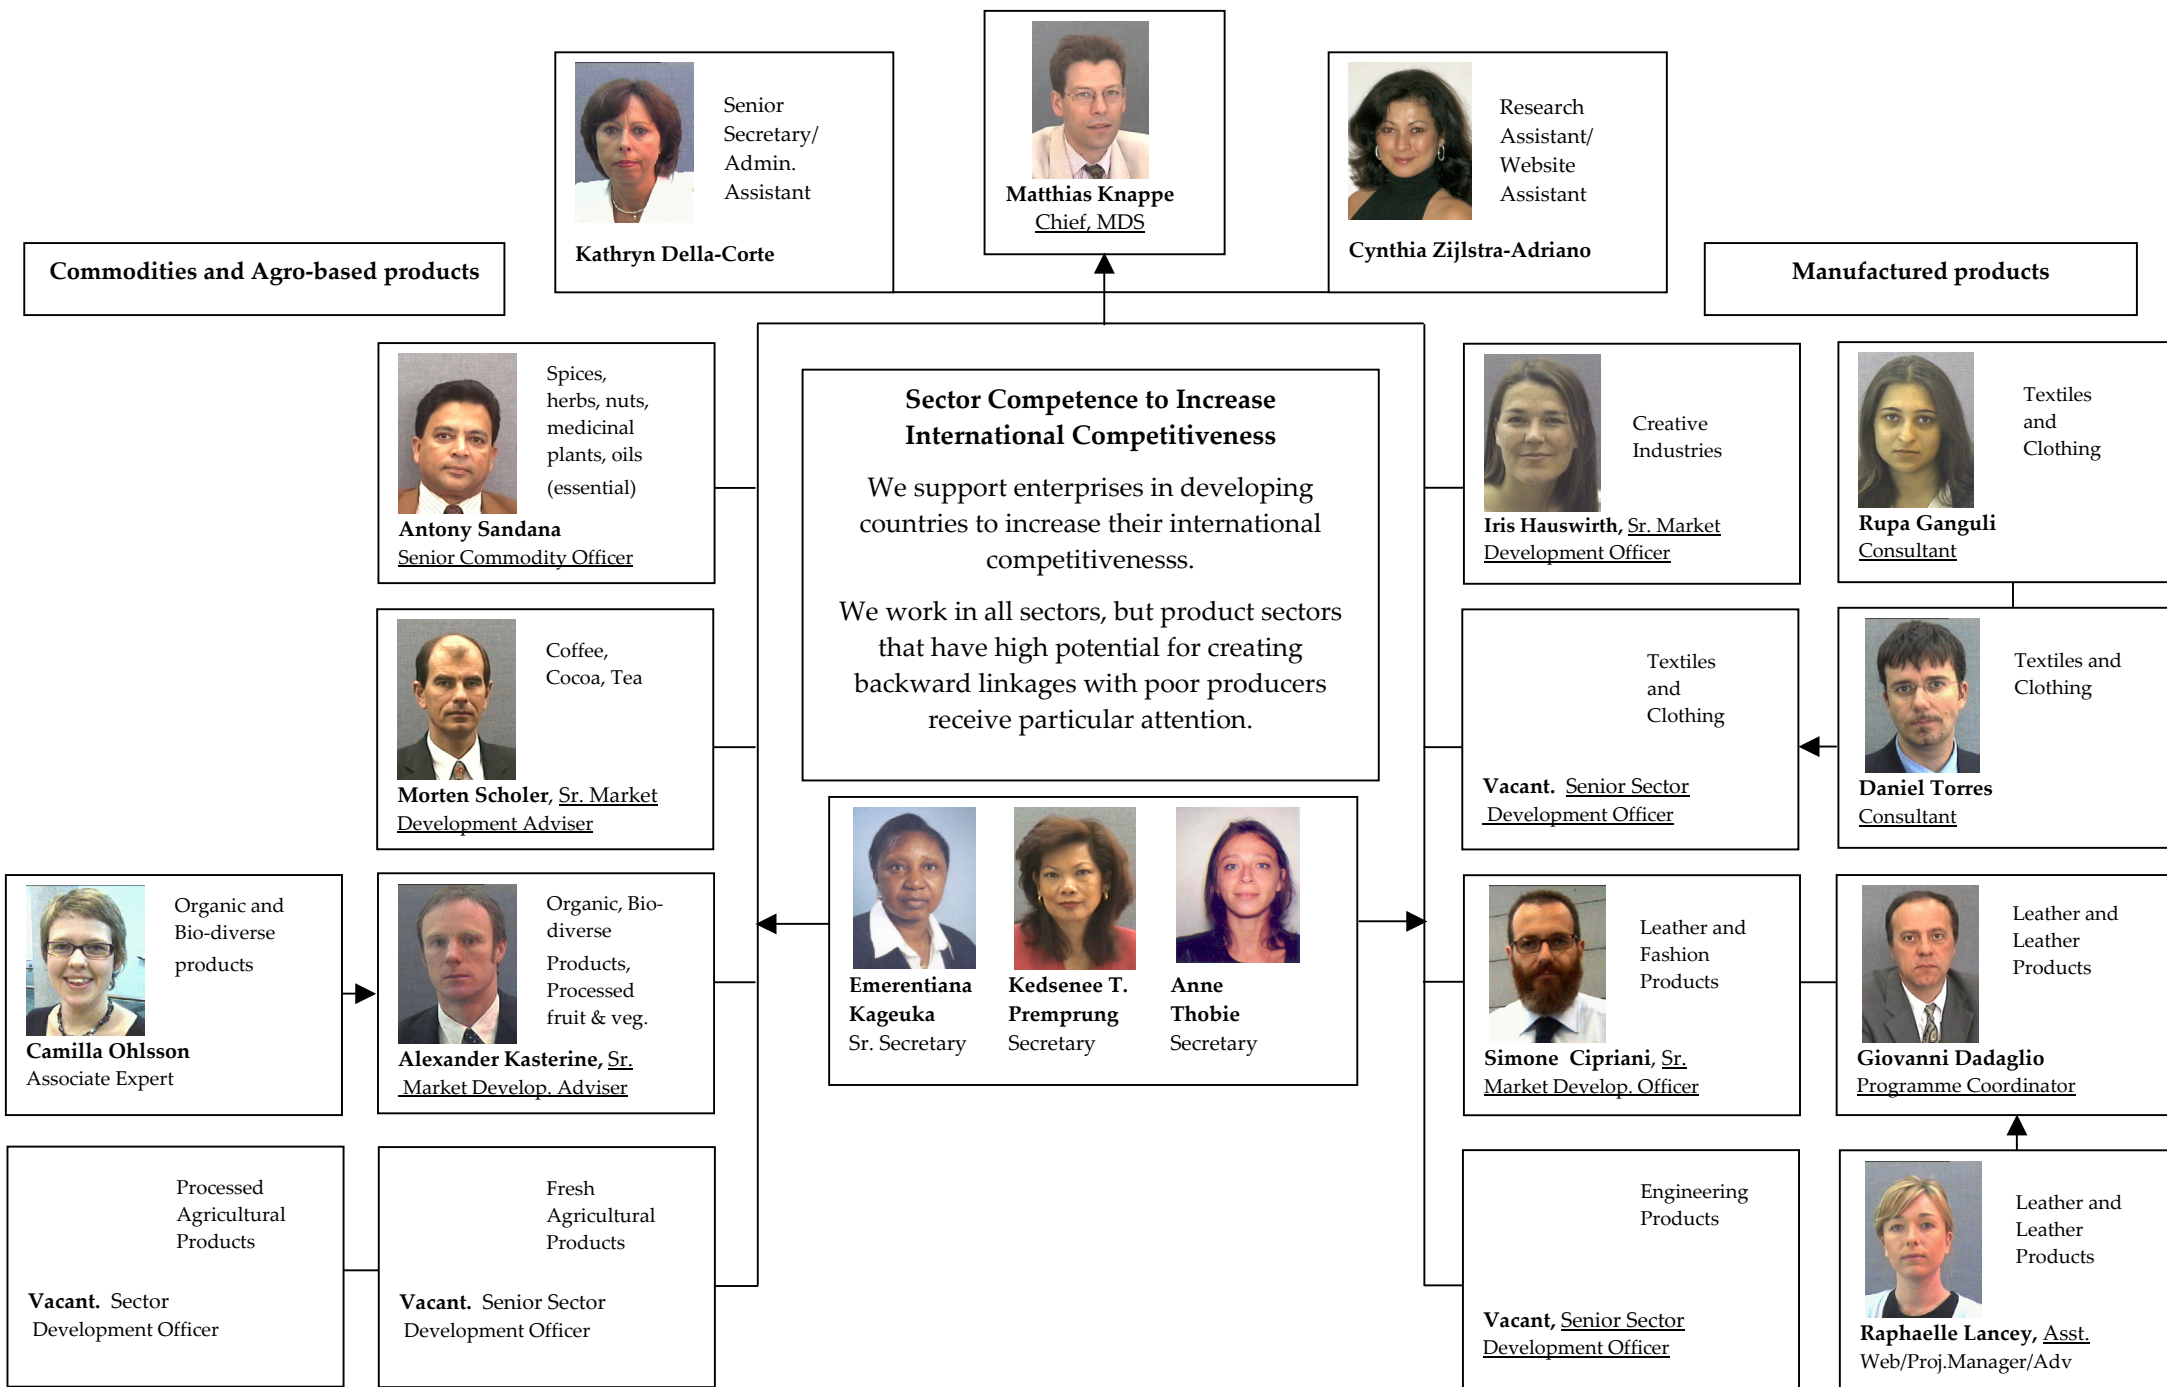 Senior
Secretary/
Admin.
Assistant
Kathryn Della-Corte
Matthias Knappe
Chief, MDS
Research
Assistant/
Website
Assistant
Cynthia Zijlstra-Adriano
Commodities and Agro-based products
Manufactured products
Spices,
herbs, nuts,
medicinal
plants, oils
(essential)
Antony Sandana
Senior Commodity Officer
Sector Competence to Increase
International Competitiveness
We support enterprises in developing
countries to increase their international
competitivenesss.
We work in all sectors, but product sectors
that have high potential for creating
backward linkages with poor producers
receive particular attention.
Creative
Industries
Iris Hauswirth, Sr. Market
Development Officer
Textiles
and
Clothing
Rupa Ganguli
Consultant
Coffee,
Cocoa, Tea
Morten Scholer, Sr. Market
Development Adviser
Textiles
and
Clothing
Vacant. Senior Sector
Development Officer
Textiles and
Clothing
Daniel Torres
Consultant
Organic and
Bio-diverse
products
Camilla Ohlsson
Associate Expert
Organic, Bio-
diverse
Products,
Processed
fruit & veg.
Alexander Kasterine, Sr.
Market Develop. Adviser
Emerentiana
Kageuka
Sr. Secretary
Kedsenee T.
Premprung
Secretary
Anne
Thobie
Secretary
Leather and
Fashion
Products
Simone Cipriani, Sr.
Market Develop. Officer
Leather and
Leather
Products
Giovanni Dadaglio
Programme Coordinator
Processed
Agricultural
Products
Vacant. Sector
Development Officer
Fresh
Agricultural
Products
Vacant. Senior Sector
Development Officer
Engineering
Products
Vacant, Senior Sector
Development Officer
Leather and
Leather
Products
Raphaelle Lancey, Asst.
Web/Proj.Manager/Adv